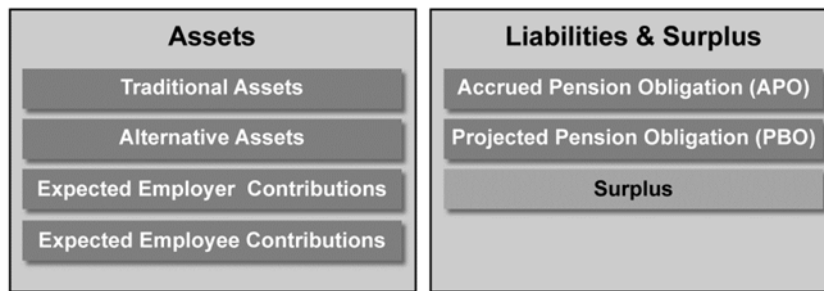 Assets
Traditional Assets
Alternative Assets
Expected Employer Contributions
Expected Employee Contributions
Liabilities & Surplus
Accrued Pension Obligation (APO)
Projected Pension Obligation (PBO)
Surplus